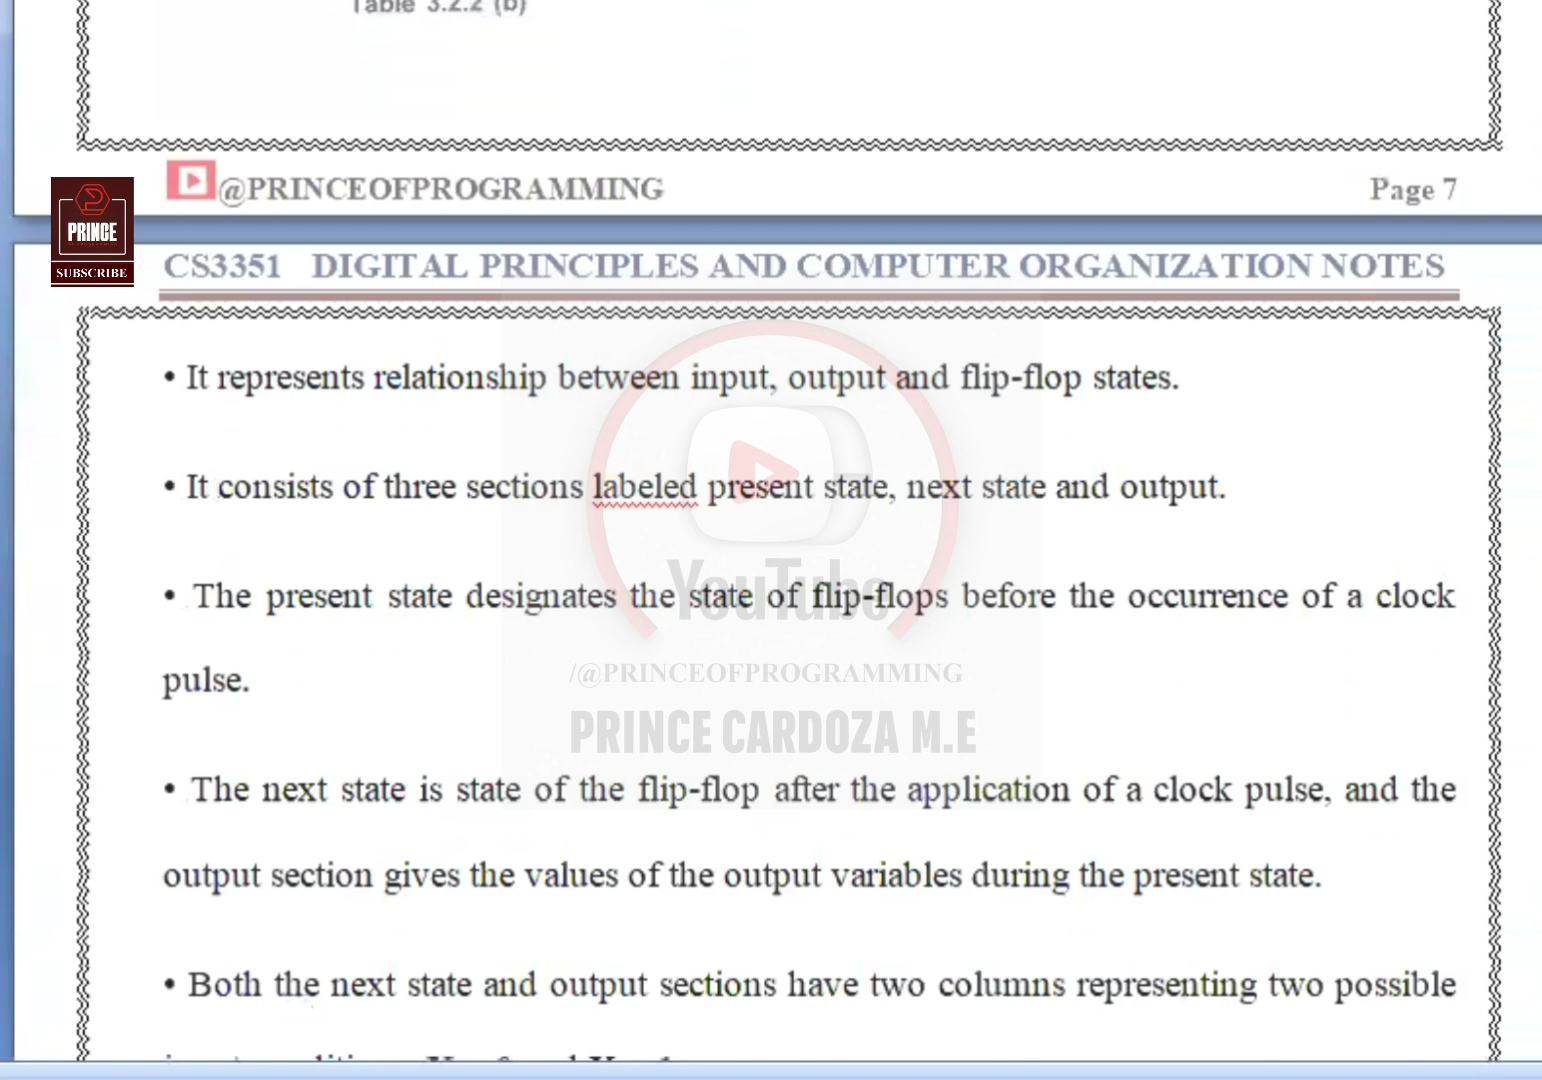 Table 3.2.2 (b)
@PRINCEOFPROGRAMMING Page 7
PRINCE
SUBSCRIBE
CS3351 DIGITAL PRINCIPLES AND COMPUTER ORGANIZATION NOTES
• It represents relationship between input, output and flip-flop states.
• It consists of three sections labeled present state, next state and output.
• The present state designates the state of flip-flops before the occurrence of a clock
YouTube
pulse.
/@PRINCEOFPROGRAMMING
PRINCE CARDOZA M.E
• The next state is state of the flip-flop after the application of a clock pulse, and the
output section gives the values of the output variables during the present state.
• Both the next state and output sections have two columns representing two possible